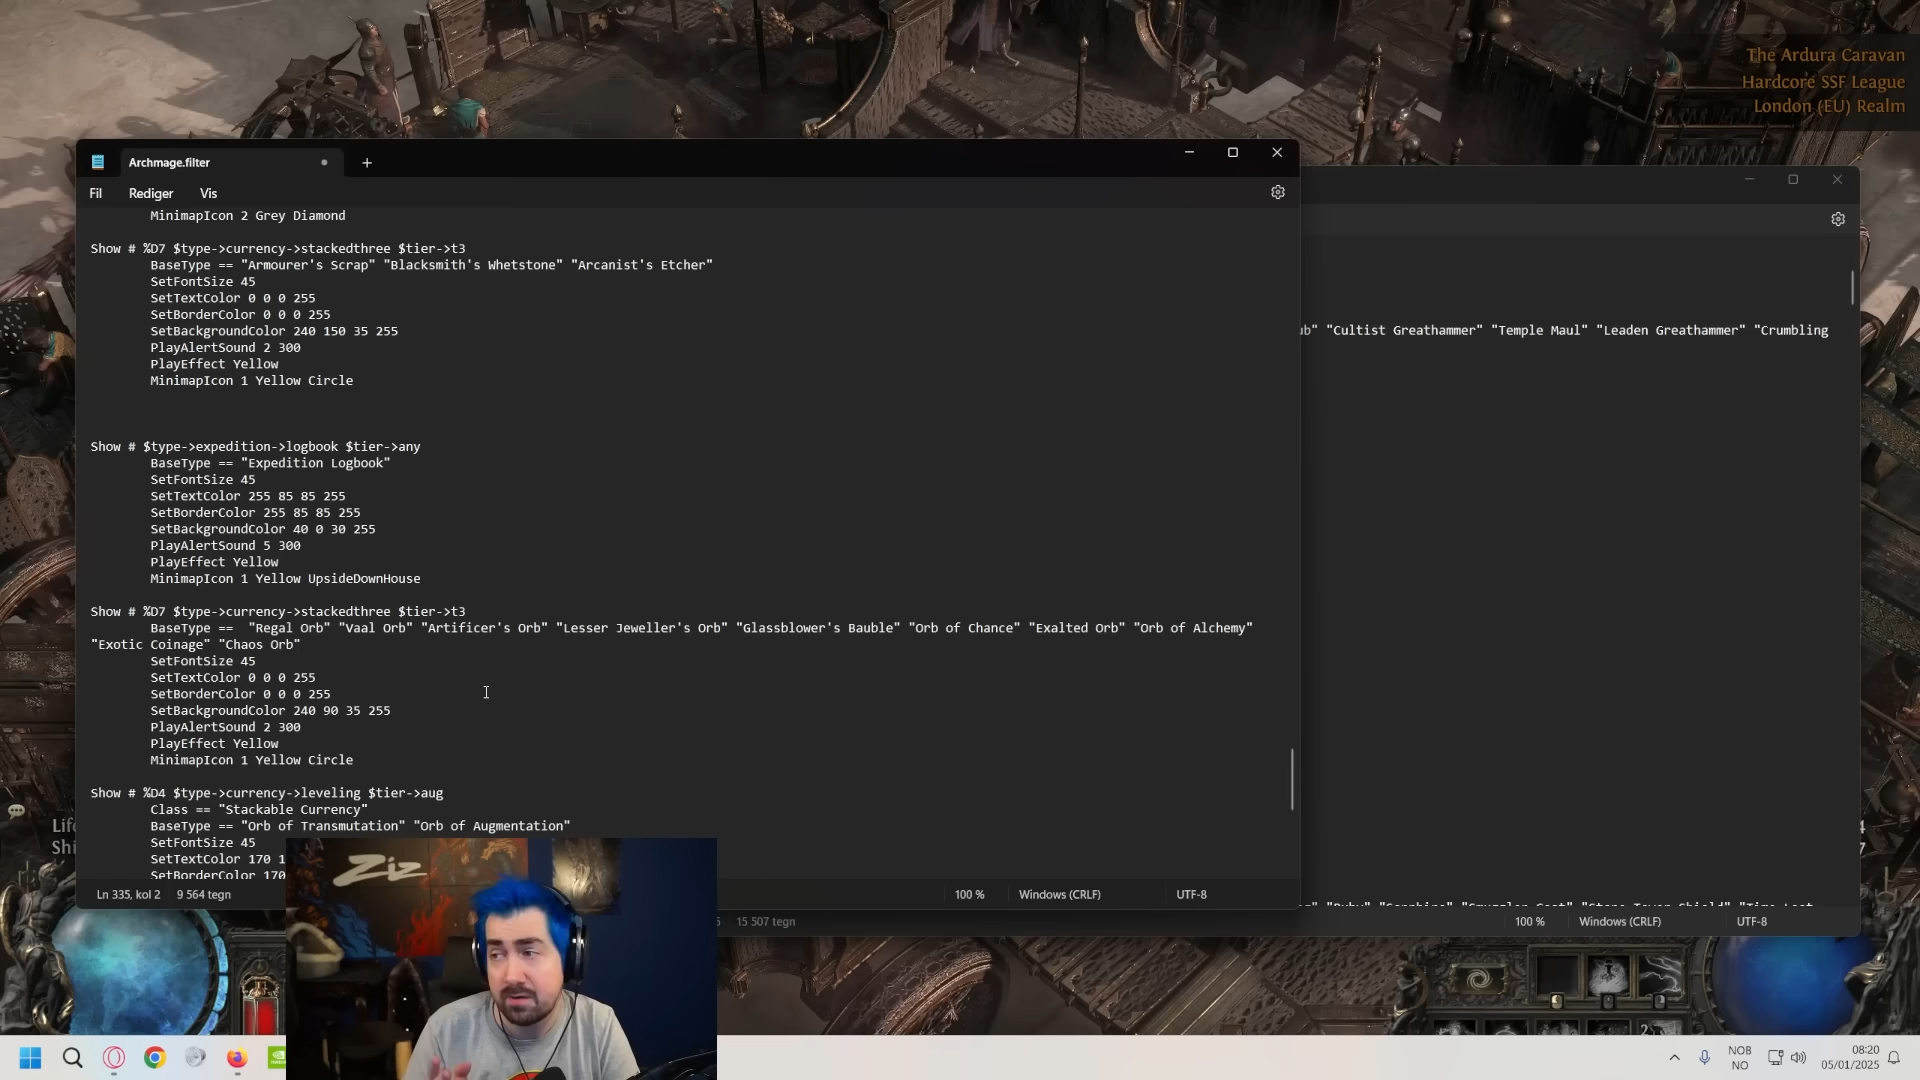 The Ardura Caravan
Hardcore SSF League
London (EU) Realm
Archmage.filter
Fil Rediger Vis
MinimapIcon 2 Grey Diamond
Show # %D7 $type->currency->stackedthree $tier->t3
BaseType == "Armourer's Scrap" "Blacksmith's Whetstone" "Arcanist's Etcher"
SetFontSize 45
SetTextColor 0 0 0 255
SetBorderColor 0 0 0 255
SetBackgroundColor 240 150 35 255
PlayAlertSound 2 300
PlayEffect Yellow
MinimapIcon 1 Yellow Circle
Show # $type->expedition->logbook $tier->any
BaseType == "Expedition Logbook"
SetFontSize 45
SetTextColor 255 85 85 255
SetBorderColor 255 85 85 255
SetBackgroundColor 40 0 30 255
PlayAlertSound 5 300
PlayEffect Yellow
MinimapIcon 1 Yellow UpsideDownHouse
Show # %D7 $type->currency->stackedthree $tier->t3
BaseType == "Regal Orb" "Vaal Orb" "Artificer's Orb" "Lesser Jeweller's Orb" "Glassblower's Bauble" "Orb of Chance" "Exalted Orb" "Orb of Alchemy"
"Exotic Coinage" "Chaos Orb"
SetFontSize 45
SetTextColor 0 0 0 255
SetBorderColor 0 0 0 255
SetBackgroundColor 240 90 35 255
PlayAlertSound 2 300
PlayEffect Yellow
MinimapIcon 1 Yellow Circle
Show # %D4 $type->currency->leveling $tier->aug
Class == "Stackable Currency"
BaseType == "Orb of Transmutation" "Orb of Augmentation"
SetFontSize 45
SetTextColor 170 1
SetBorderColor 170
Ln 335, kol 2 9 564 tegn 100 % Windows (CRLF) UTF-8
"Cultist Greathammer" "Temple Maul" "Leaden Greathammer" "Crumbling
15 507 tegn 100 % Windows (CRLF) UTF-8
Ziz
NOB
NO
08:20
05/01/2025